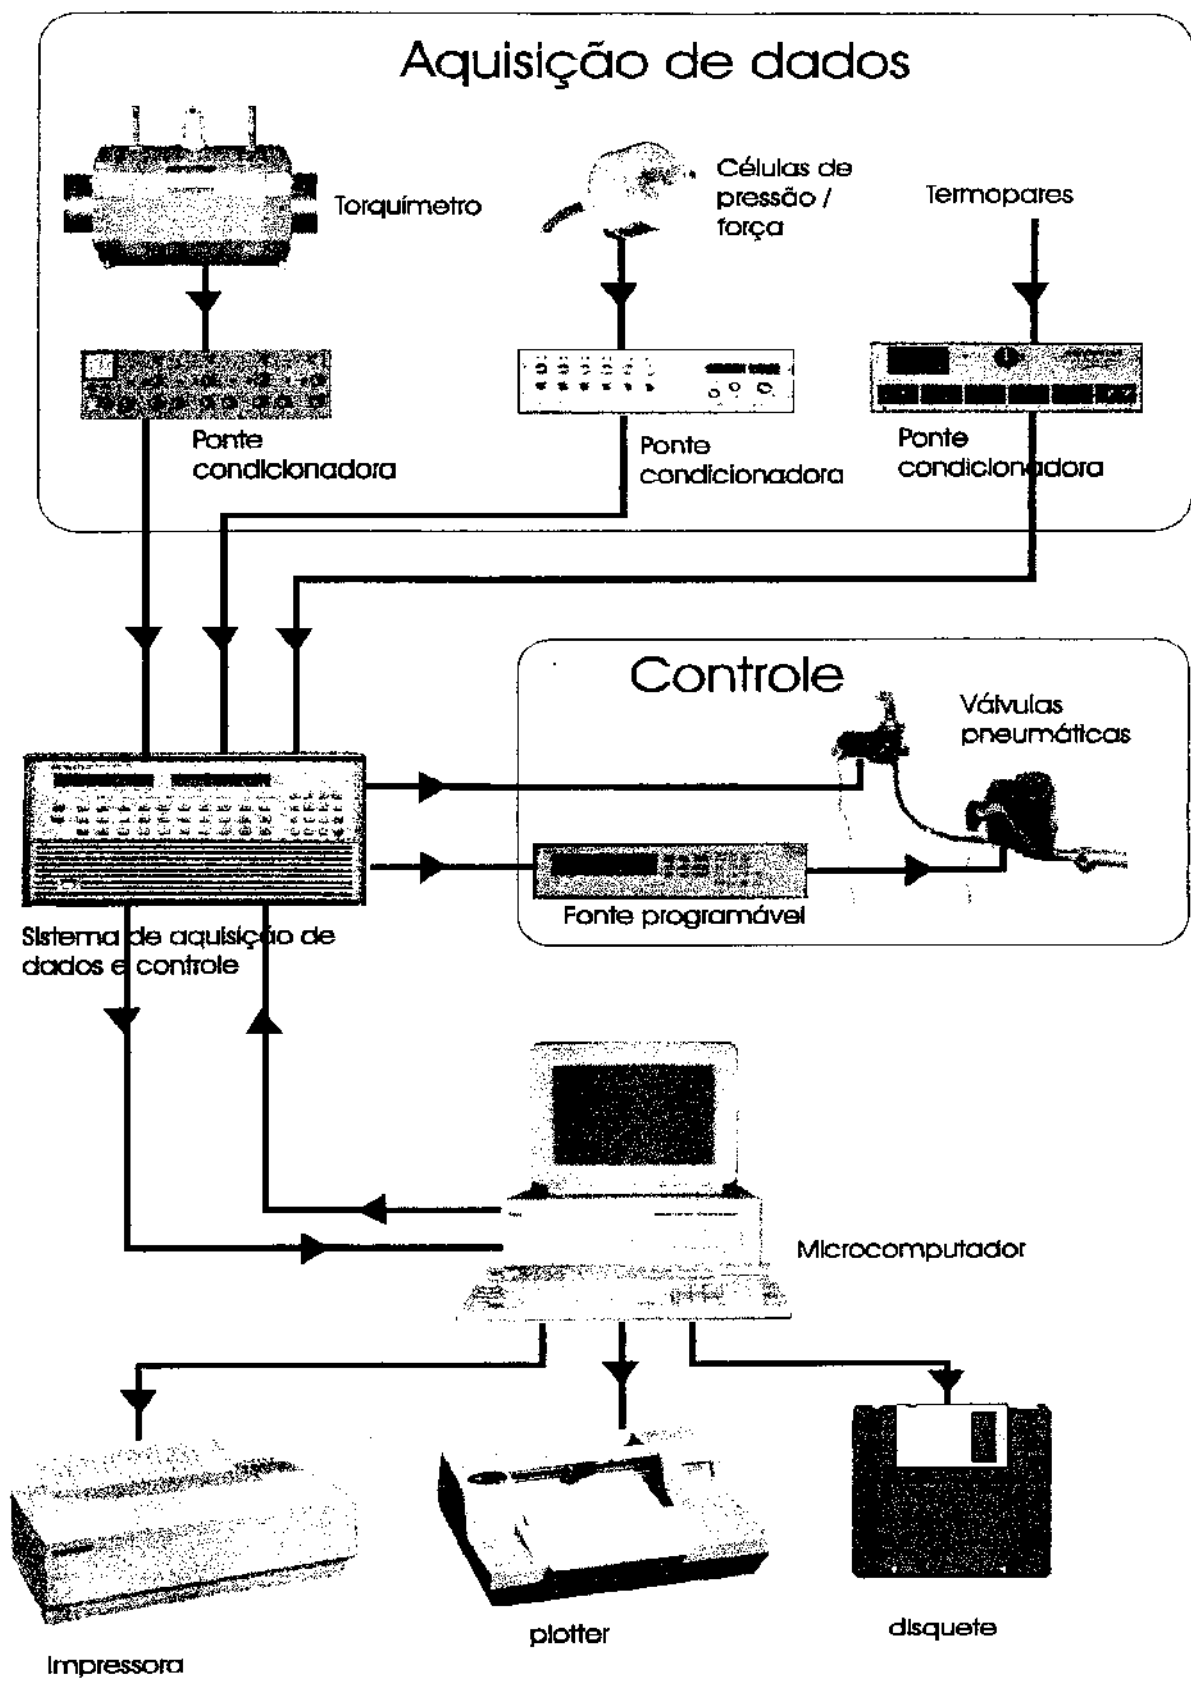 Aquisição de dados
Torquímetro
Células de
pressão /
força
Termopares
Ponte
condicionadora
Ponte
condicionadora
Ponte
condicionadora
Controle
Válvulas
pneumáticas
Fonte programável
Sistema de aquisição de
dados e controle
Microcomputador
Impressora
plotter
disquete